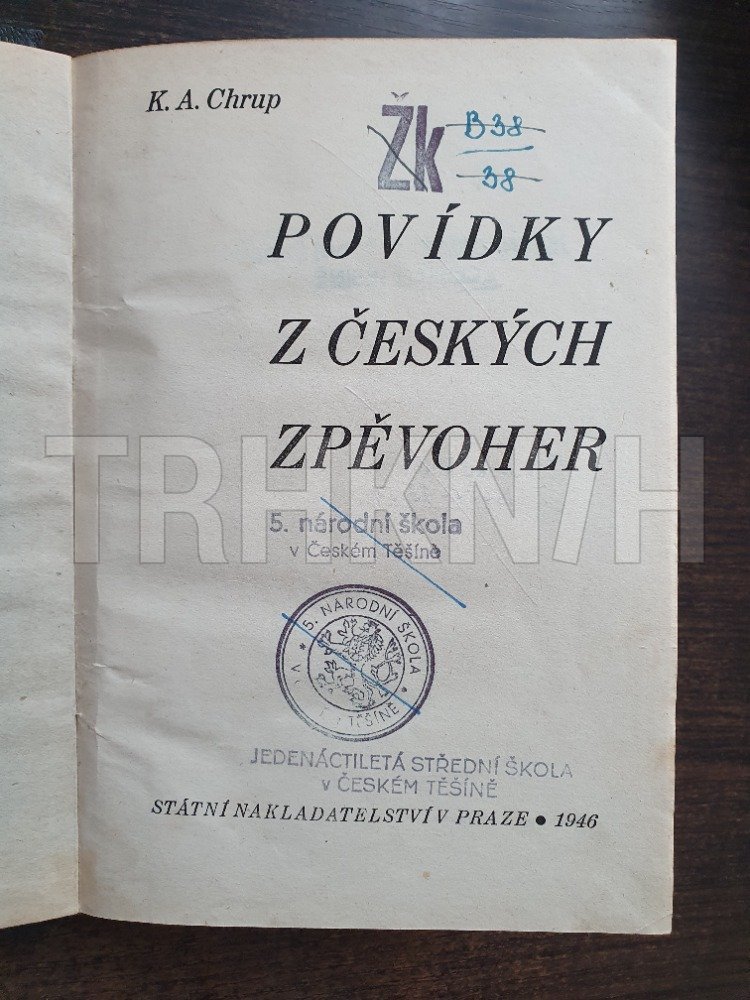 K. A. Chrup
Žk B 38
38
POVÍDKY
Z ČESKÝCH
ZPĚVOHER
TRHKNIH
5. národní škola
v Českém Těšíně
* 5. NÁRODNÍ ŠKOLA *
V TĚŠÍNĚ
JEDENÁCTILETÁ STŘEDNÍ ŠKOLA
v ČESKÉM TĚŠÍNĚ
STÁTNÍ NAKLADATELSTVÍ V PRAZE • 1946